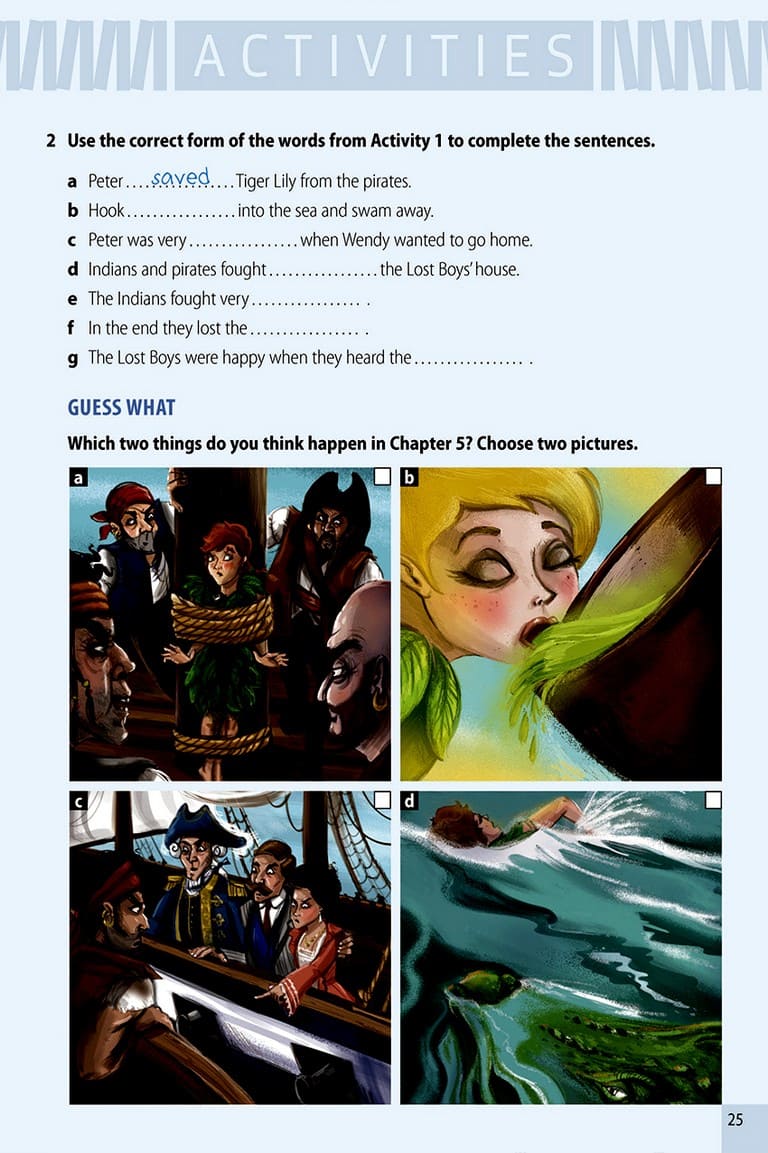 ACTIVITIES
2 Use the correct form of the words from Activity 1 to complete the sentences.
a Peter ....saved....Tiger Lily from the pirates.
b Hook.................into the sea and swam away.
c Peter was very.................when Wendy wanted to go home.
d Indians and pirates fought.................the Lost Boys' house.
e The Indians fought very................. .
f In the end they lost the................. .
g The Lost Boys were happy when they heard the................. .
GUESS WHAT
Which two things do you think happen in Chapter 5? Choose two pictures.
a
b
c
d
25